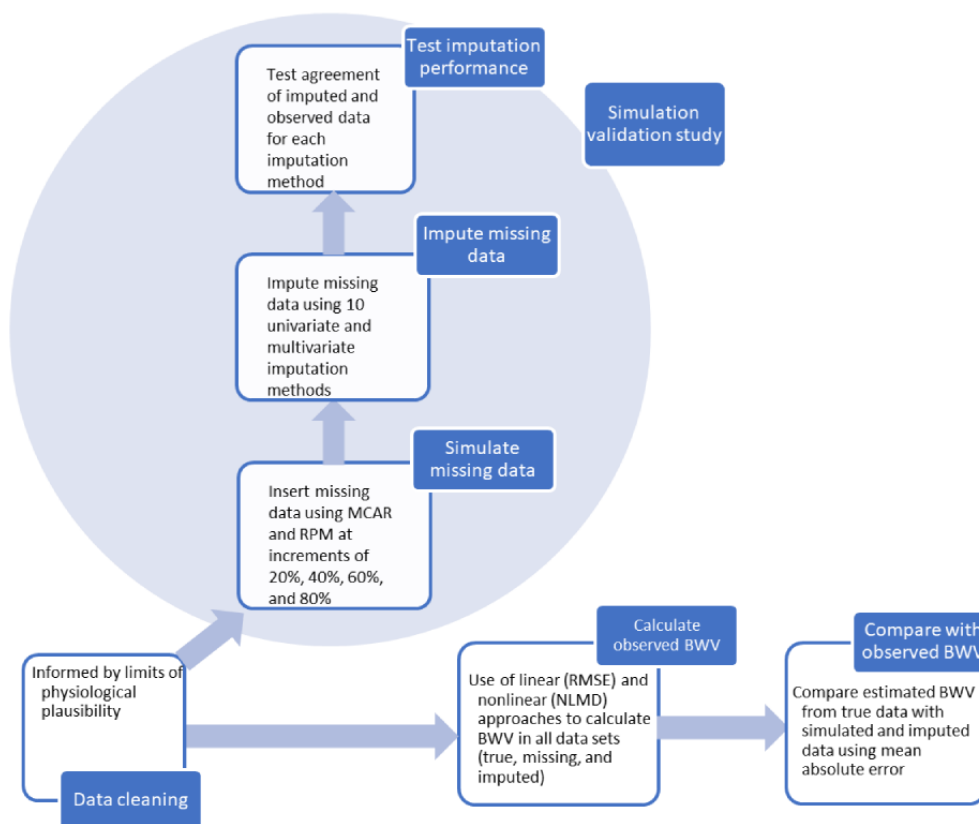 Test imputation
performance
Test agreement
of imputed and
observed data
for each
imputation
method
Simulation
validation study
Impute missing
data
Impute missing
data using 10
univariate and
multivariate
imputation
methods
Simulate
missing data
Insert missing
data using MCAR
and RPM at
increments of
20%, 40%, 60%,
and 80%
Informed by limits of
physiological
plausibility
Data cleaning
Calculate
observed BWV
Use of linear (RMSE) and
nonlinear (NLMD)
approaches to calculate
BWV in all data sets
(true, missing, and
imputed)
Compare with
observed BWV
Compare estimated BWV
from true data with
simulated and imputed
data using mean
absolute error